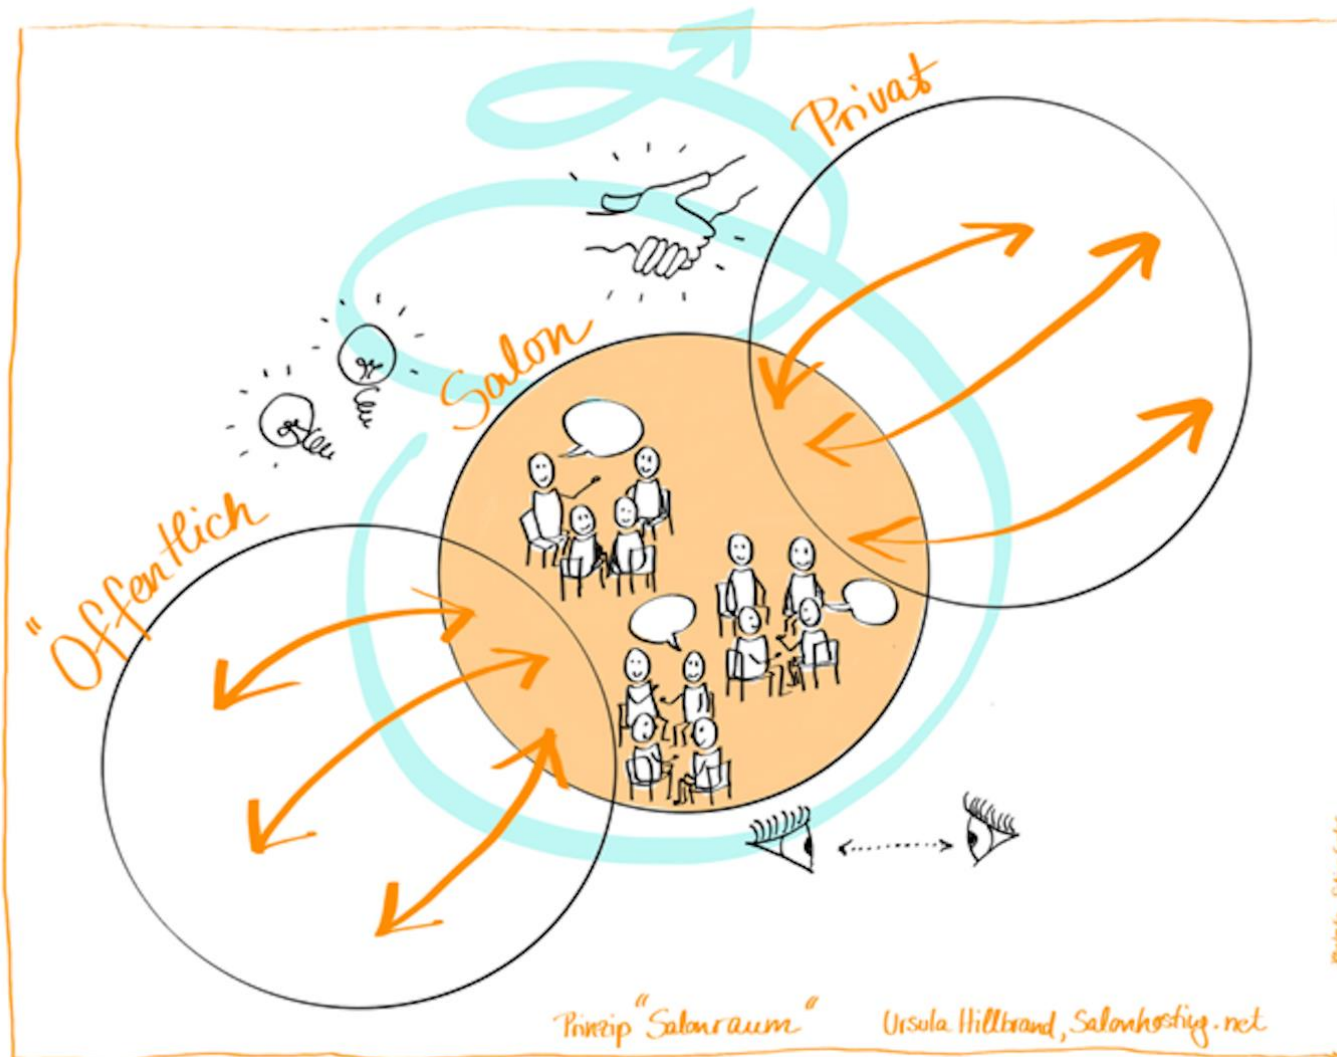 Privat
Salon
Öffentlich
Prinzip "Salonraum"
Ursula Hillbrand, Salonhosting.net